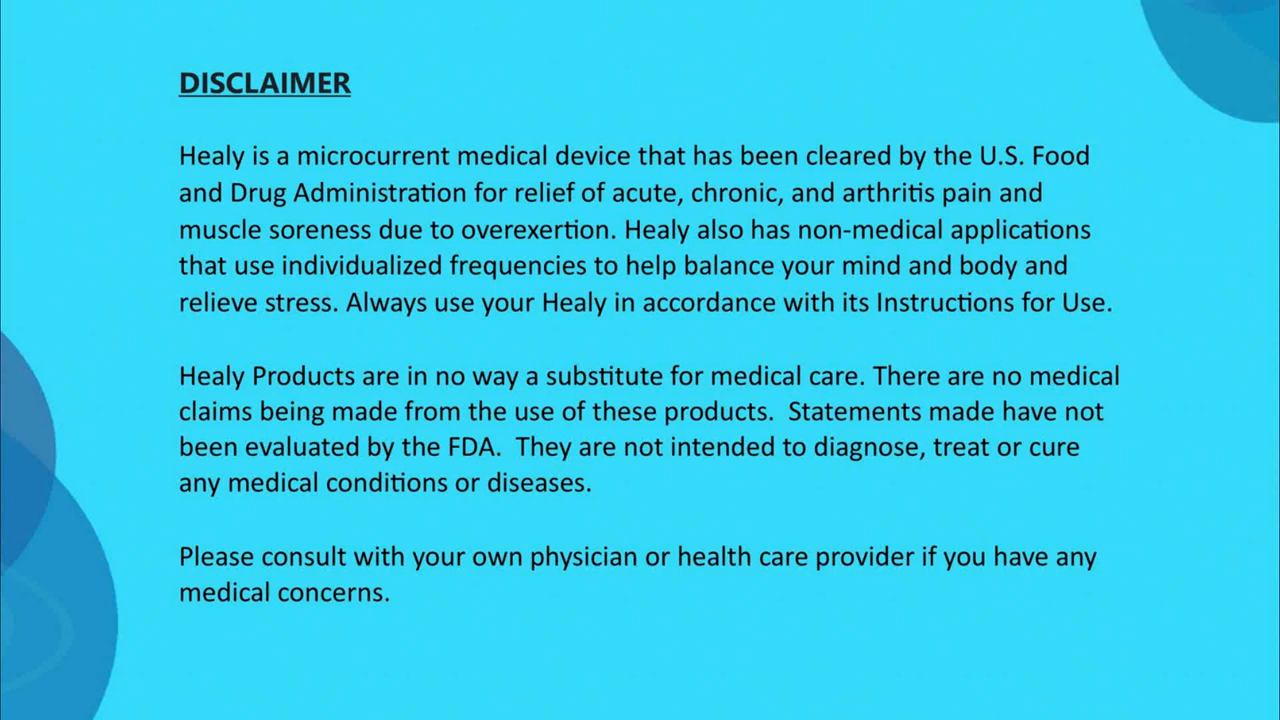 DISCLAIMER
Healy is a microcurrent medical device that has been cleared by the U.S. Food
and Drug Administration for relief of acute, chronic, and arthritis pain and
muscle soreness due to overexertion. Healy also has non-medical applications
that use individualized frequencies to help balance your mind and body and
relieve stress. Always use your Healy in accordance with its Instructions for Use.
Healy Products are in no way a substitute for medical care. There are no medical
claims being made from the use of these products.  Statements made have not
been evaluated by the FDA.  They are not intended to diagnose, treat or cure
any medical conditions or diseases.
Please consult with your own physician or health care provider if you have any
medical concerns.